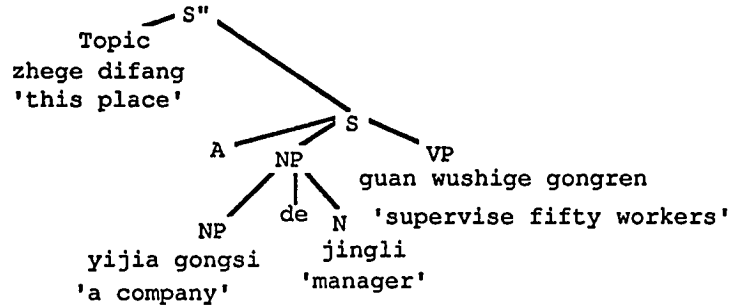 S"
Topic
zhege difang
'this place'
S
A
NP
VP
guan wushige gongren
'supervise fifty workers'
NP
de
N
yijia gongsi
jingli
'a company'
'manager'